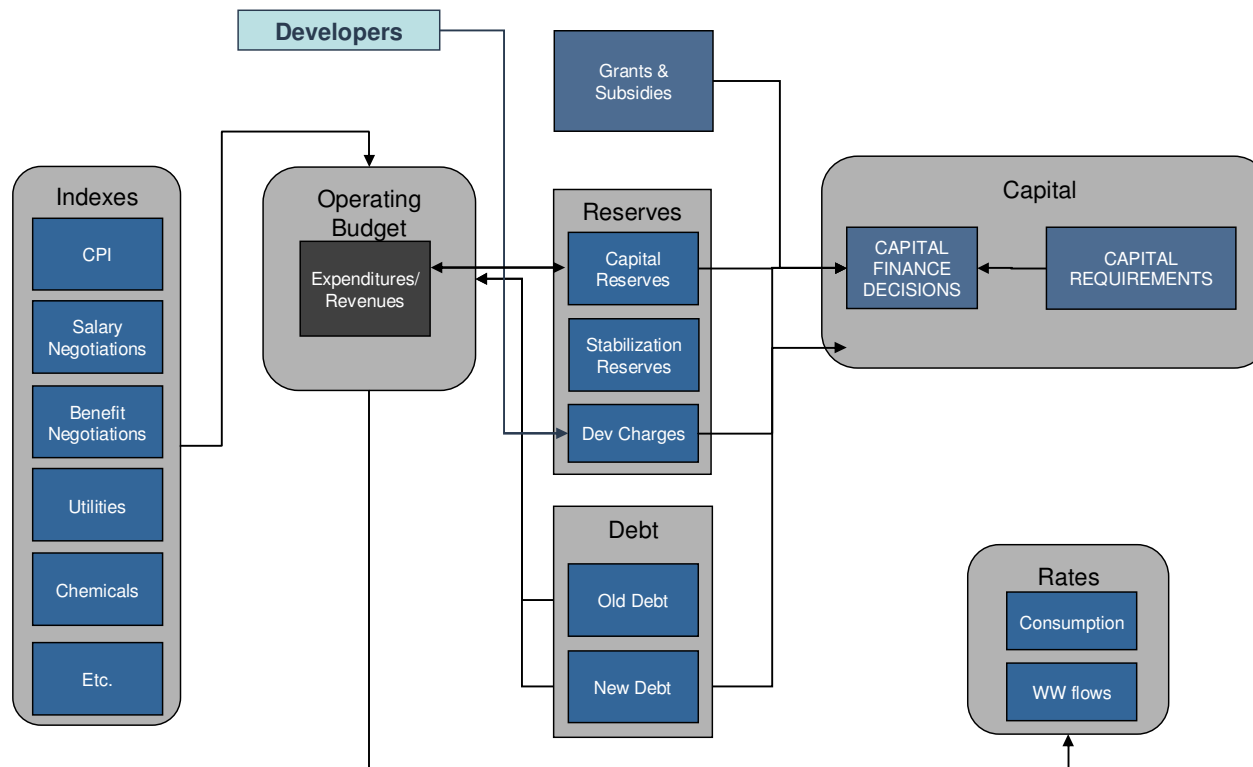 Developers
Grants &
Subsidies
Indexes
CPI
Salary
Negotiations
Benefit
Negotiations
Utilities
Chemicals
Etc.
Operating
Budget
Expenditures/
Revenues
Reserves
Capital
Reserves
Stabilization
Reserves
Dev Charges
Debt
Old Debt
New Debt
Capital
CAPITAL
FINANCE
DECISIONS
CAPITAL
REQUIREMENTS
Rates
Consumption
WW flows